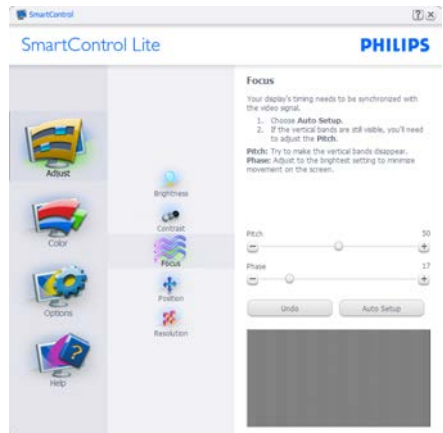 SmartControl
SmartControl Lite
PHILIPS
Adjust
Color
Options
Help
Brightness
Contrast
Focus
Position
Resolution
Focus
Your display's timing needs to be synchronized with
the video signal.
1. Choose Auto Setup.
2. If the vertical bands are still visible, you'll need
to adjust the Pitch.
Pitch: Try to make the vertical bands disappear.
Phase: Adjust to the brightest setting to minimize
movement on the screen.
Pitch 50
Phase 17
Undo Auto Setup